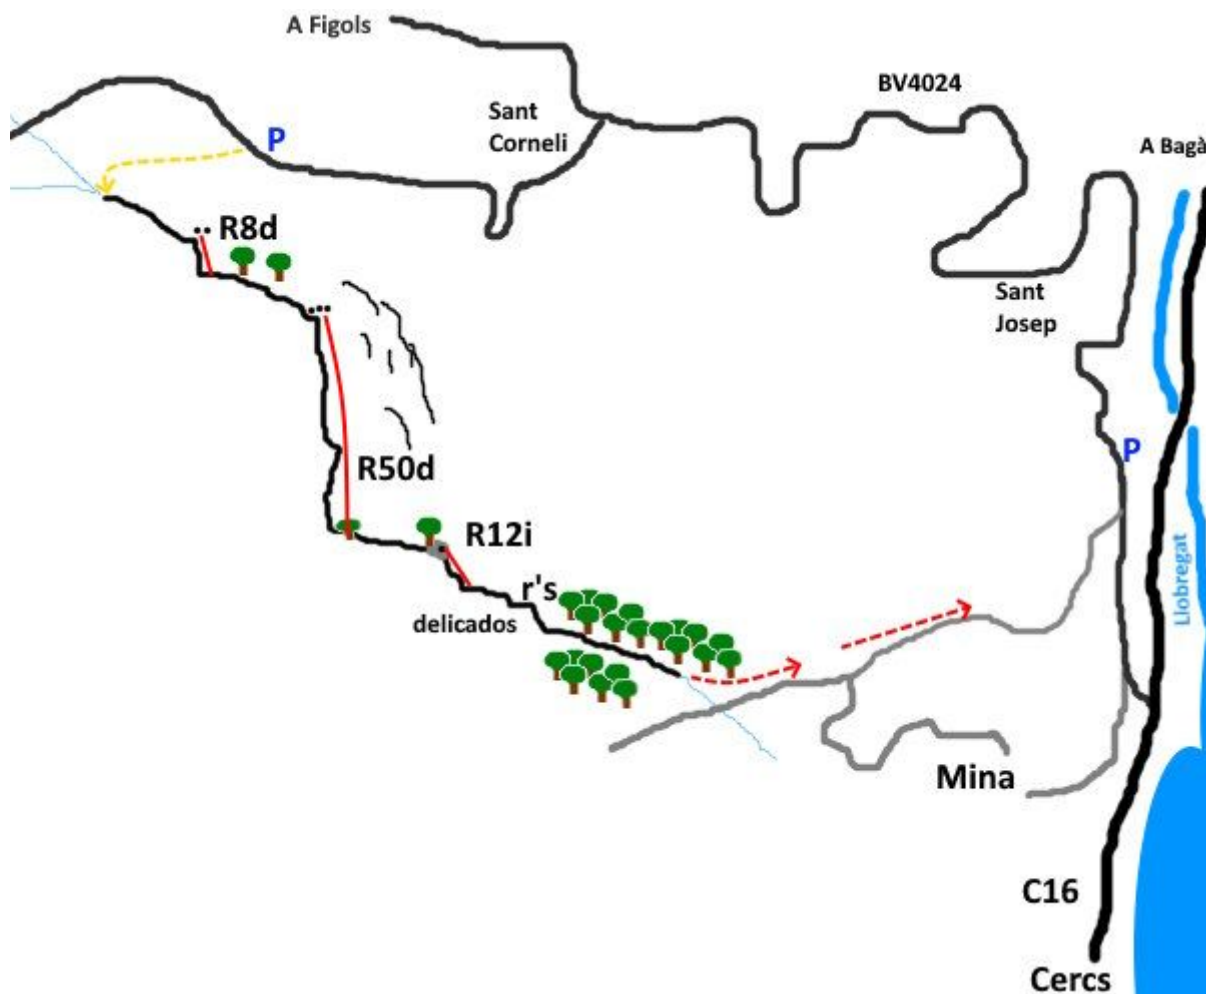 A Figols
BV4024
Sant
Corneli
P
A Bagà
R8d
Sant
Josep
R50d
P
R12i
r's
delicados
Llobregat
Mina
C16
Cercs